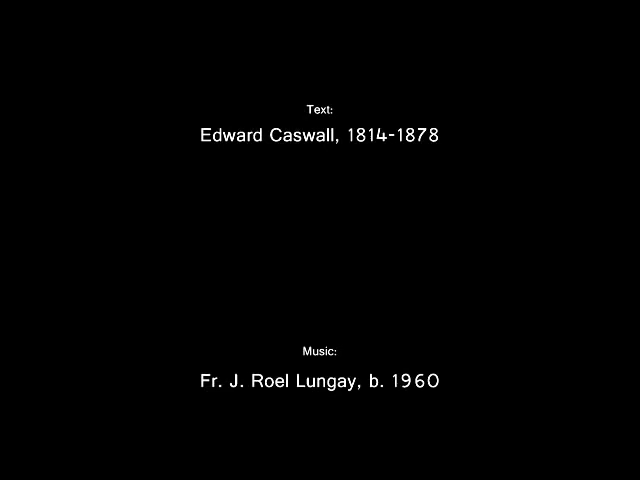 Text:
Edward Caswall, 1814-1878
Music:
Fr. J. Roel Lungay, b. 1960